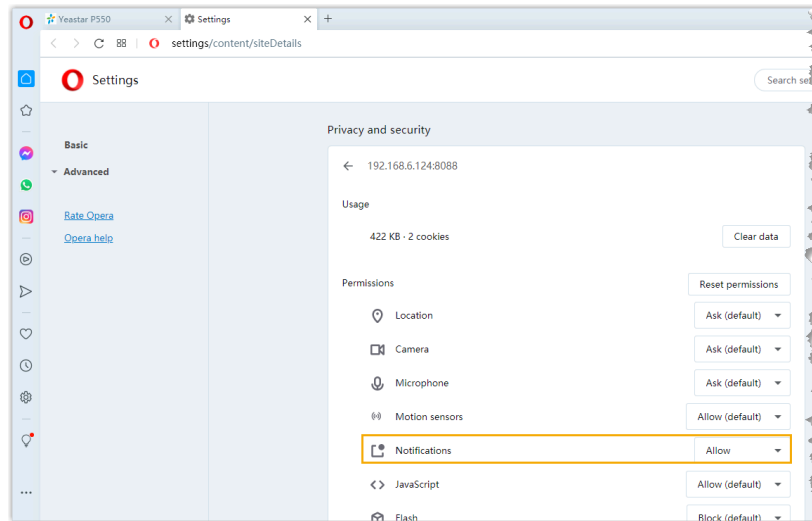 Yeastar P550
Settings
settings/content/siteDetails
Settings
Search set
Privacy and security
Basic
192.168.6.124:8088
Advanced
Usage
Rate Opera
Opera help
422 KB · 2 cookies
Clear data
Permissions
Reset permissions
Location
Ask (default)
Camera
Ask (default)
Microphone
Ask (default)
Motion sensors
Allow (default)
Notifications
Allow
JavaScript
Allow (default)
Flash
Block (default)